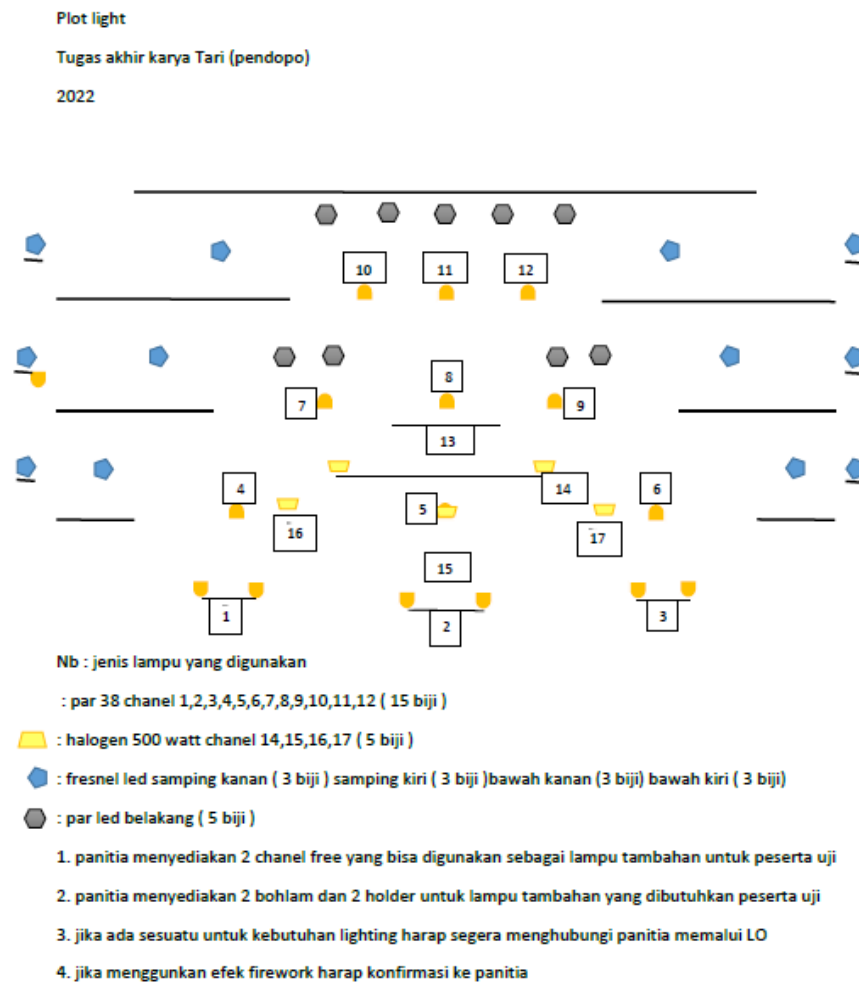 Plot light
Tugas akhir karya Tari (pendopo)
2022
10 11 12
8
7 9
13
4 14 6
5
16 17
15
1 2 3
Nb : jenis lampu yang digunakan
: par 38 chanel 1,2,3,4,5,6,7,8,9,10,11,12 ( 15 biji )
: halogen 500 watt chanel 14,15,16,17 ( 5 biji )
: fresnel led samping kanan ( 3 biji ) samping kiri ( 3 biji )bawah kanan (3 biji) bawah kiri ( 3 biji)
: par led belakang ( 5 biji )
1. panitia menyediakan 2 chanel free yang bisa digunakan sebagai lampu tambahan untuk peserta uji
2. panitia menyediakan 2 bohlam dan 2 holder untuk lampu tambahan yang dibutuhkan peserta uji
3. jika ada sesuatu untuk kebutuhan lighting harap segera menghubungi panitia memalui LO
4. jika menggunkan efek firework harap konfirmasi ke panitia